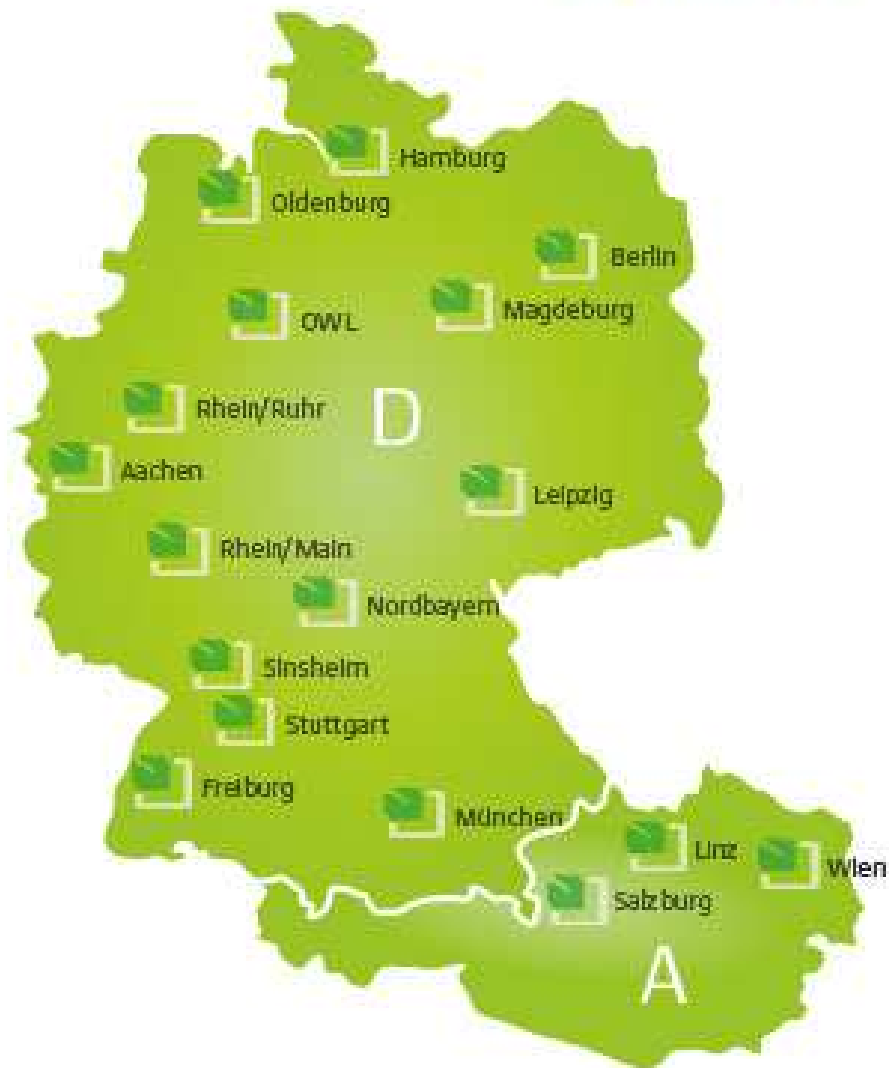 Hamburg
Oldenburg
Berlin
Magdeburg
OWL
D
Rhein/Ruhr
Aachen
Leipzig
Rhein/Main
Nordbayern
Sinsheim
Stuttgart
Freiburg
München
Linz
Wien
Salzburg
A